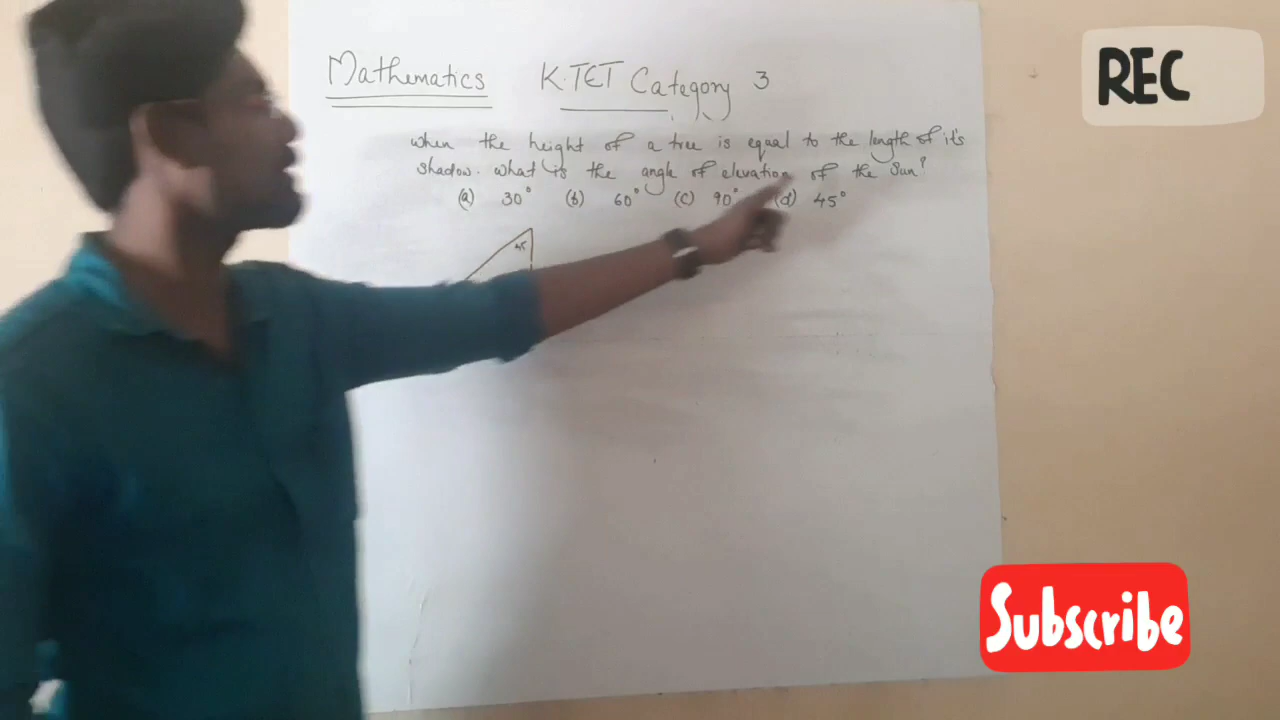 Mathematics K.TET Category 3
When the height of a tree is equal to the length of it's
shadow. What is the angle of elevation of the Sun?
(a) 30° (b) 60° (c) 90° (d) 45°
45
REC
Subscribe